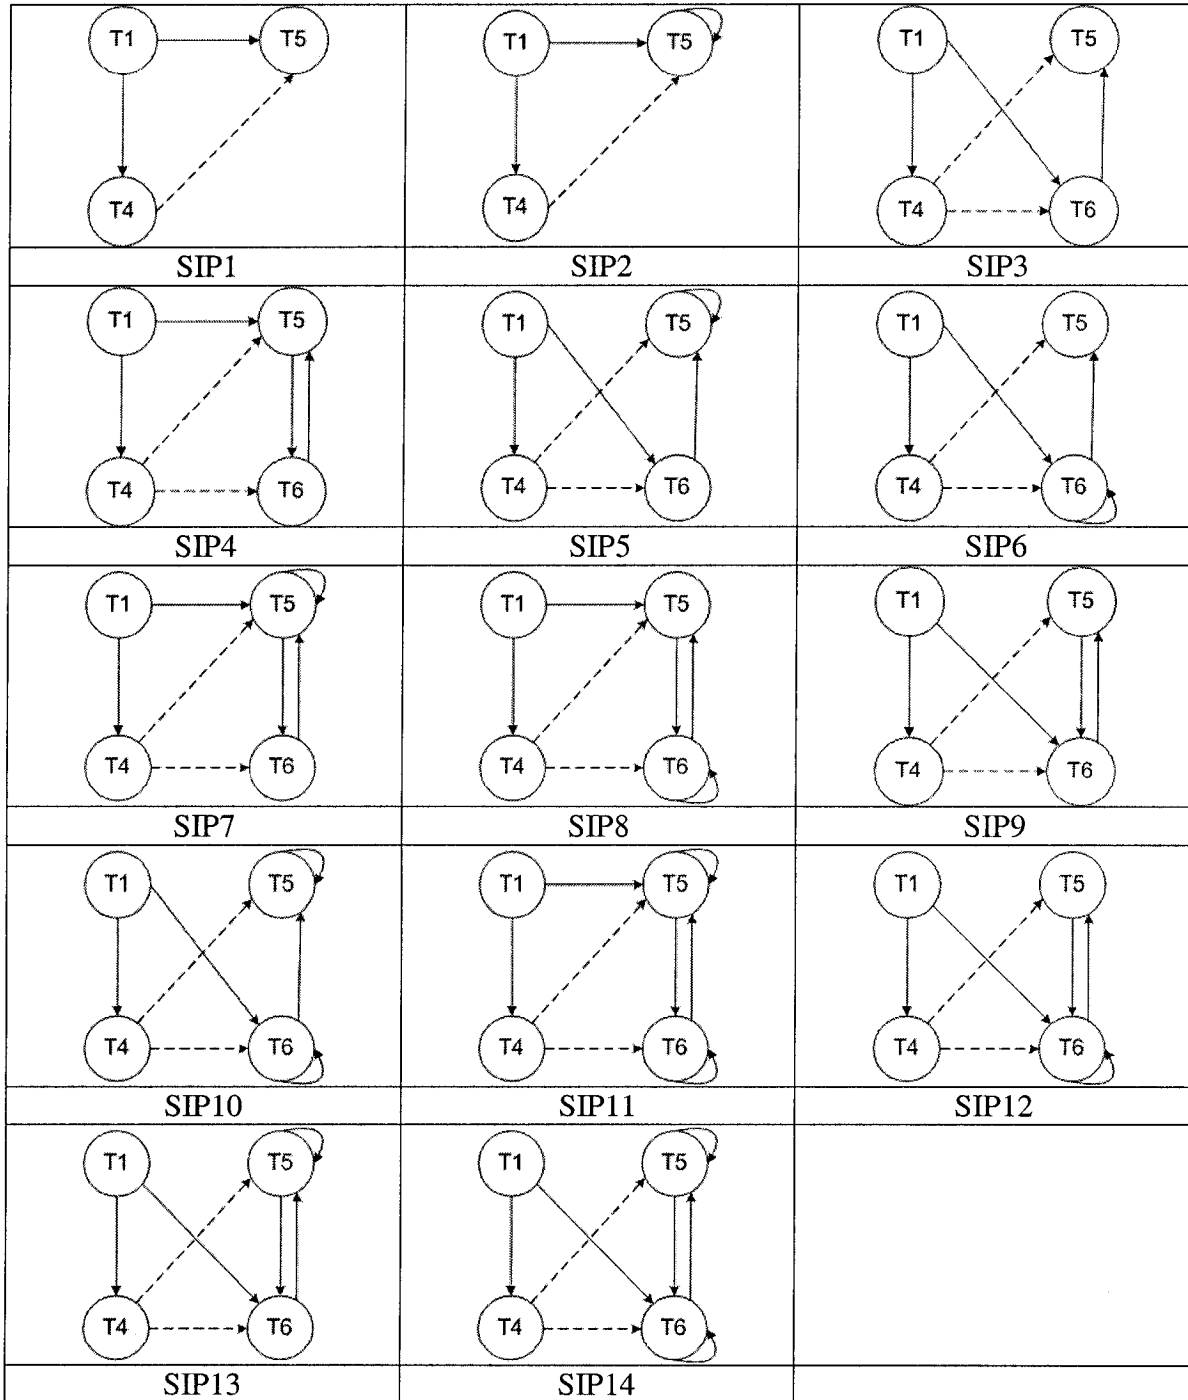 T1 T5 T1 T5 T1 T5
T4 T4 T4 T6
SIP1 SIP2 SIP3
T1 T5 T1 T5 T1 T5
T4 T6 T4 T6 T4 T6
SIP4 SIP5 SIP6
T1 T5 T1 T5 T1 T5
T4 T6 T4 T6 T4 T6
SIP7 SIP8 SIP9
T1 T5 T1 T5 T1 T5
T4 T6 T4 T6 T4 T6
SIP10 SIP11 SIP12
T1 T5 T1 T5
T4 T6 T4 T6
SIP13 SIP14